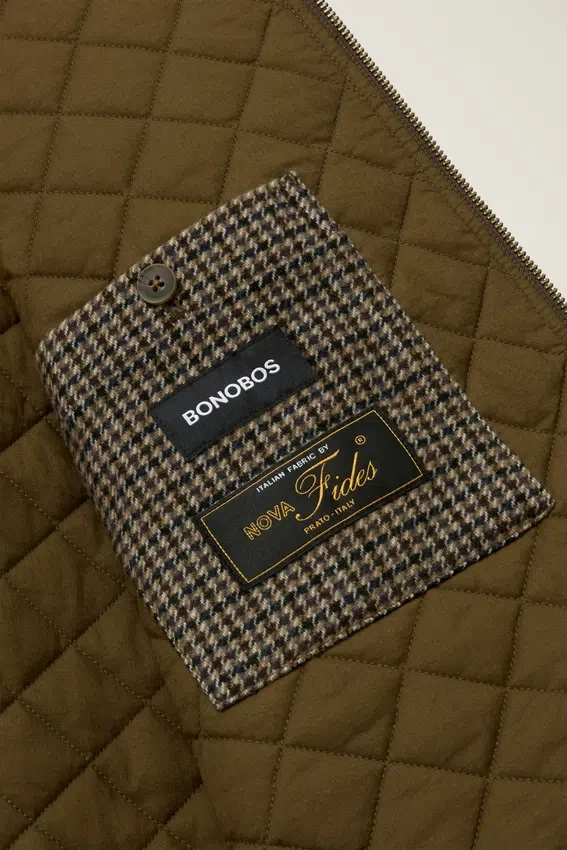 BONOBOS
ITALIAN FABRIC BY
NOVA Fides®
PRATO-ITALY